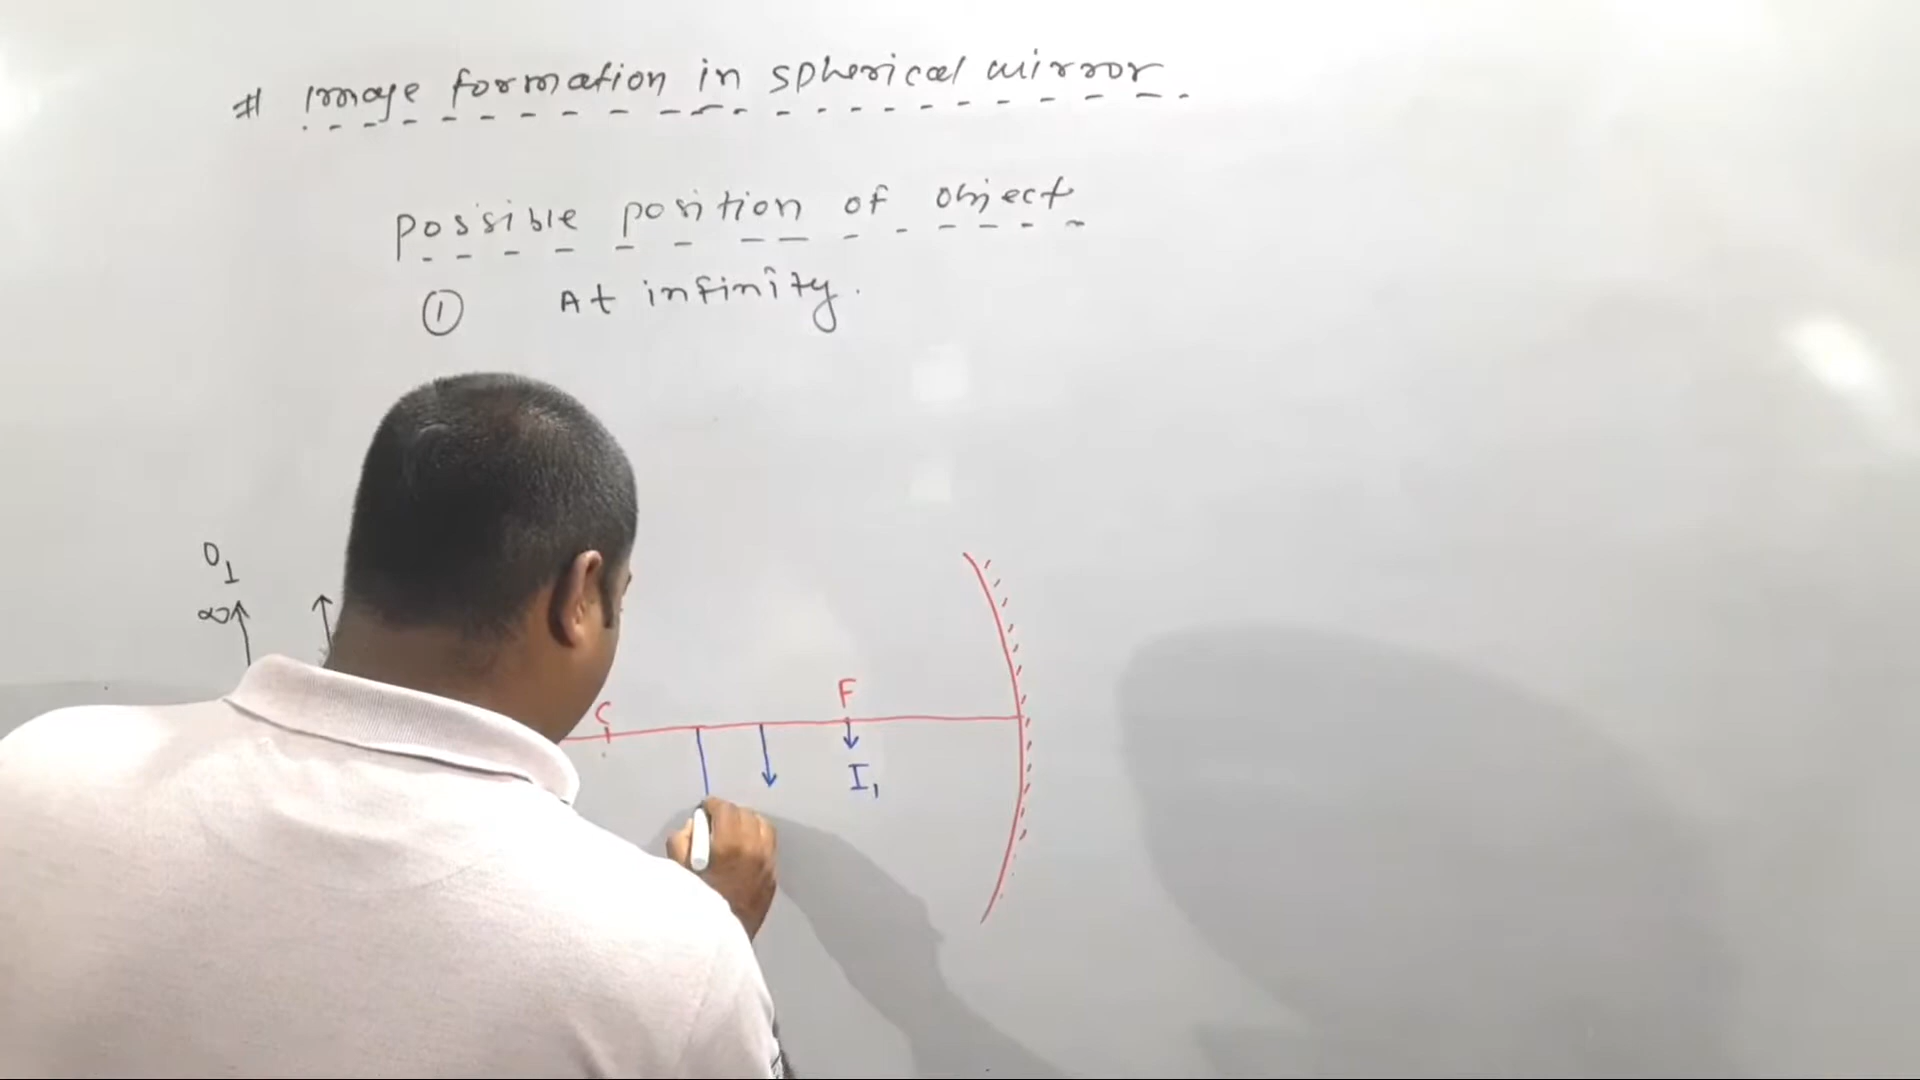 # Image formation in spherical mirror
Possible position of object
① At infinity.
O₁
∞
C
F
I₁